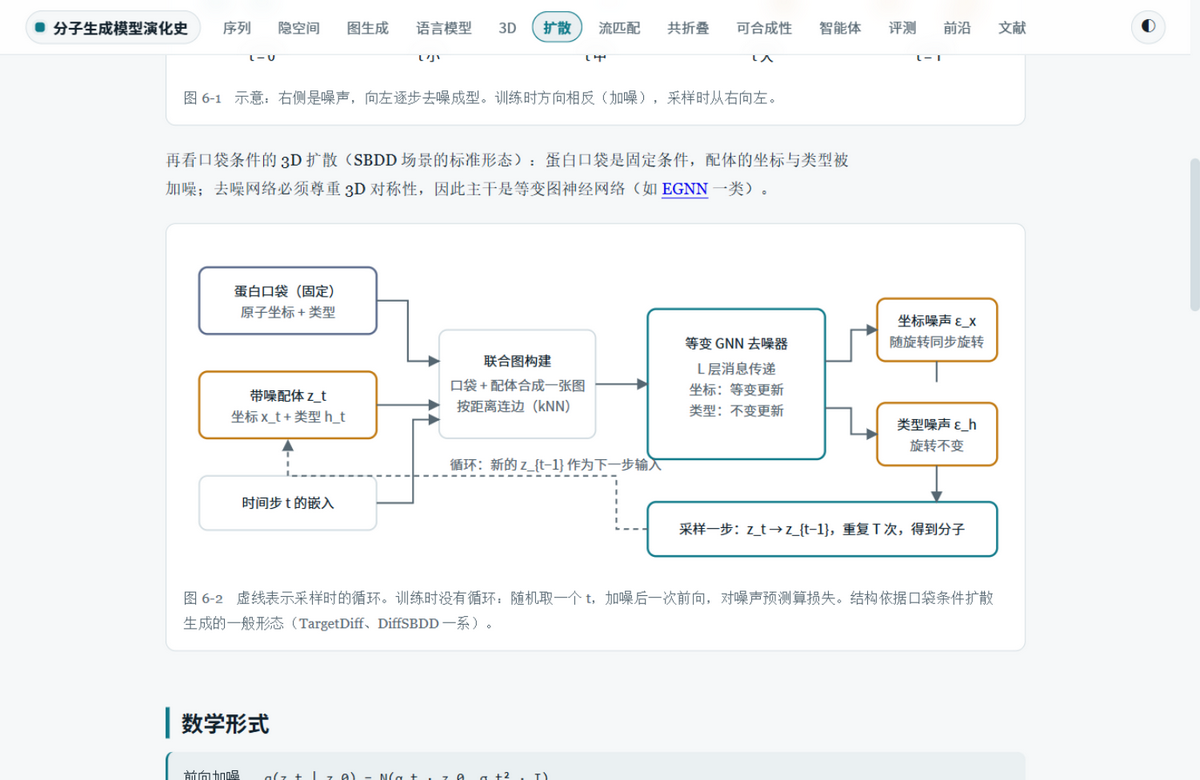 分子生成模型演化史 序列 隐空间 图生成 语言模型 3D 扩散 流匹配 共折叠 可合成性 智能体 评测 前沿 文献
图 6-1 示意：右侧是噪声，向左逐步去噪成型。训练时方向相反（加噪），采样时从右向左。
再看口袋条件的 3D 扩散（SBDD 场景的标准形态）：蛋白口袋是固定条件，配体的坐标与类型被
加噪；去噪网络必须尊重 3D 对称性，因此主干是等变图神经网络（如 EGNN 一类）。
蛋白口袋（固定）
原子坐标 + 类型
带噪配体 z_t
坐标 x_t + 类型 h_t
时间步 t 的嵌入
联合图构建
口袋 + 配体合成一张图
按距离连边（kNN）
等变 GNN 去噪器
L 层消息传递
坐标：等变更新
类型：不变更新
坐标噪声 ε_x
随旋转同步旋转
类型噪声 ε_h
旋转不变
循环：新的 z_{t−1} 作为下一步输入
采样一步：z_t → z_{t−1}，重复 T 次，得到分子
图 6-2 虚线表示采样时的循环。训练时没有循环：随机取一个 t，加噪后一次前向，对噪声预测算损失。结构依据口袋条件扩散
生成的一般形态（TargetDiff、DiffSBDD 一系）。
数学形式